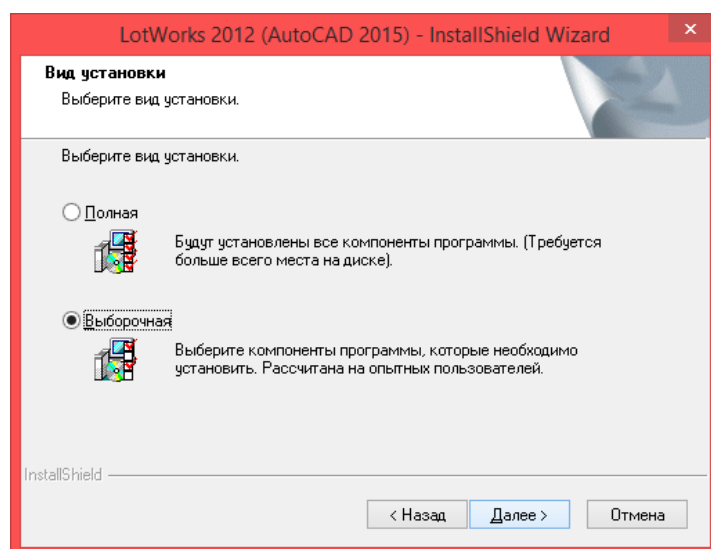 LotWorks 2012 (AutoCAD 2015) - InstallShield Wizard
Вид установки
Выберите вид установки.
Выберите вид установки.
Полная
Будут установлены все компоненты программы. (Требуется
больше всего места на диске).
Выборочная
Выберите компоненты программы, которые необходимо
установить. Рассчитана на опытных пользователей.
InstallShield
< Назад Далее > Отмена